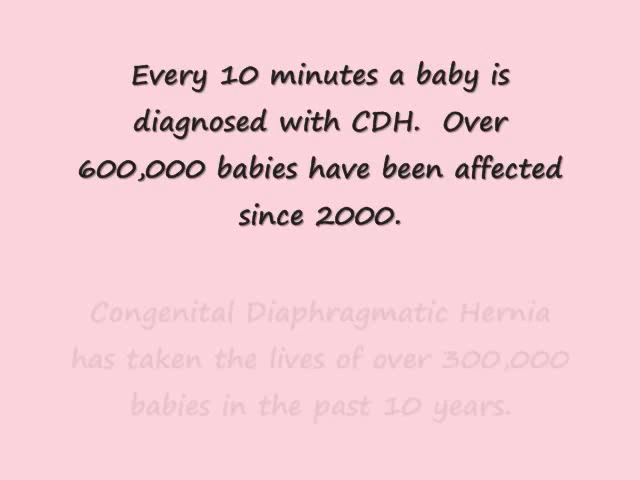 Every 10 minutes a baby is
diagnosed with CDH. Over
600,000 babies have been affected
since 2000.
Congenital Diaphragmatic Hernia
has taken the lives of over 300,000
babies in the past 10 years.